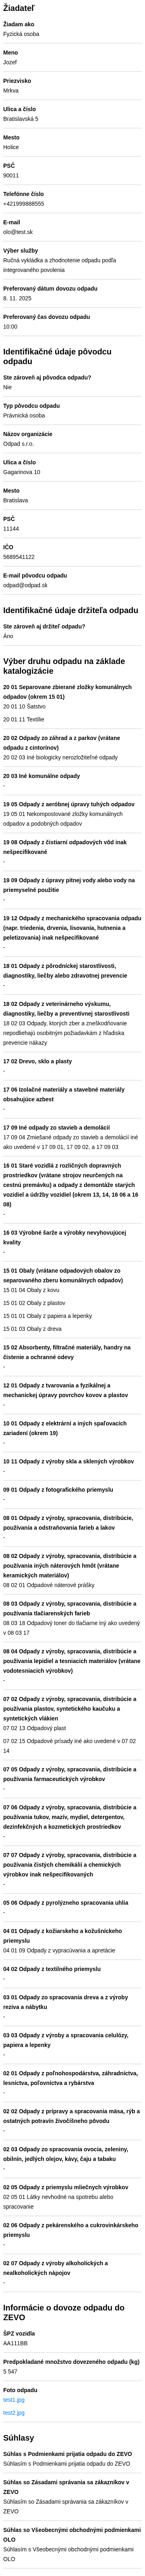 Žiadateľ
Žiadam ako
Fyzická osoba
Meno
Jozef
Priezvisko
Mrkva
Ulica a číslo
Bratislavská 5
Mesto
Holice
PSČ
90011
Telefónne číslo
+421999888555
E-mail
olo@test.sk
Výber služby
Ručná vykládka a zhodnotenie odpadu podľa
integrovaného povolenia
Preferovaný dátum dovozu odpadu
8. 11. 2025
Preferovaný čas dovozu odpadu
10:00
Identifikačné údaje pôvodcu
odpadu
Ste zároveň aj pôvodca odpadu?
Nie
Typ pôvodcu odpadu
Právnická osoba
Názov organizácie
Odpad s.r.o.
Ulica a číslo
Gagarinova 10
Mesto
Bratislava
PSČ
11144
IČO
5689541122
E-mail pôvodcu odpadu
odpad@odpad.sk
Identifikačné údaje držiteľa odpadu
Ste zároveň aj držiteľ odpadu?
Áno
Výber druhu odpadu na základe
katalogizácie
20 01 Separovane zbierané zložky komunálnych
odpadov (okrem 15 01)
20 01 10 Šatstvo
20 01 11 Textílie
20 02 Odpady zo záhrad a z parkov (vrátane
odpadu z cintorínov)
20 02 03 Iné biologicky nerozložiteľné odpady
20 03 Iné komunálne odpady
-
19 05 Odpady z aeróbnej úpravy tuhých odpadov
19 05 01 Nekompostované zložky komunálnych
odpadov a podobných odpadov
19 08 Odpady z čistiarní odpadových vôd inak
nešpecifikované
-
19 09 Odpady z úpravy pitnej vody alebo vody na
priemyselné použitie
-
19 12 Odpady z mechanického spracovania odpadu
(napr. triedenia, drvenia, lisovania, hutnenia a
peletizovania) inak nešpecifikované
-
18 01 Odpady z pôrodníckej starostlivosti,
diagnostiky, liečby alebo zdravotnej prevencie
-
18 02 Odpady z veterinárneho výskumu,
diagnostiky, liečby a preventívnej starostlivosti
18 02 03 Odpady, ktorých zber a zneškodňovanie
nepodliehajú osobitným požiadavkám z hľadiska
prevencie nákazy
17 02 Drevo, sklo a plasty
-
17 06 Izolačné materiály a stavebné materiály
obsahujúce azbest
-
17 09 Iné odpady zo stavieb a demolácií
17 09 04 Zmiešané odpady zo stavieb a demolácií iné
ako uvedené v 17 09 01, 17 09 02, a 17 09 03
16 01 Staré vozidlá z rozličných dopravných
prostriedkov (vrátane strojov neurčených na
cestnú premávku) a odpady z demontáže starých
vozidiel a údržby vozidiel (okrem 13, 14, 16 06 a 16
08)
-
16 03 Výrobné šarže a výrobky nevyhovujúcej
kvality
-
15 01 Obaly (vrátane odpadových obalov zo
separovaného zberu komunálnych odpadov)
15 01 04 Obaly z kovu
15 01 02 Obaly z plastov
15 01 01 Obaly z papiera a lepenky
15 01 03 Obaly z dreva
15 02 Absorbenty, filtračné materiály, handry na
čistenie a ochranné odevy
-
12 01 Odpady z tvarovania a fyzikálnej a
mechanickej úpravy povrchov kovov a plastov
-
10 01 Odpady z elektrární a iných spaľovacích
zariadení (okrem 19)
-
10 11 Odpady z výroby skla a sklených výrobkov
-
09 01 Odpady z fotografického priemyslu
-
08 01 Odpady z výroby, spracovania, distribúcie,
používania a odstraňovania farieb a lakov
-
08 02 Odpady z výroby, spracovania, distribúcie a
používania iných náterových hmôt (vrátane
keramických materiálov)
08 02 01 Odpadové náterové prášky
08 03 Odpady z výroby, spracovania, distribúcie a
používania tlačiarenských farieb
08 03 18 Odpadový toner do tlačiarne iný ako uvedený
v 08 03 17
08 04 Odpady z výroby, spracovania, distribúcie a
používania lepidiel a tesniacich materiálov (vrátane
vodotesniacich výrobkov)
-
07 02 Odpady z výroby, spracovania, distribúcie a
používania plastov, syntetického kaučuku a
syntetických vlákien
07 02 13 Odpadový plast
07 02 15 Odpadové prísady iné ako uvedené v 07 02
14
07 05 Odpady z výroby, spracovania, distribúcie a
používania farmaceutických výrobkov
-
07 06 Odpady z výroby, spracovania, distribúcie a
používania tukov, mazív, mydiel, detergentov,
dezinfekčných a kozmetických prostriedkov
-
07 07 Odpady z výroby, spracovania, distribúcie a
používania čistých chemikálií a chemických
výrobkov inak nešpecifikovaných
-
05 06 Odpady z pyrolýzneho spracovania uhlia
-
04 01 Odpady z kožiarskeho a kožušníckeho
priemyslu
04 01 09 Odpady z vypracúvania a apretácie
04 02 Odpady z textilného priemyslu
-
03 01 Odpady zo spracovania dreva a z výroby
reziva a nábytku
-
03 03 Odpady z výroby a spracovania celulózy,
papiera a lepenky
-
02 01 Odpady z poľnohospodárstva, záhradníctva,
lesníctva, poľovníctva a rybárstva
-
02 02 Odpady z prípravy a spracovania mäsa, rýb a
ostatných potravín živočíšneho pôvodu
-
02 03 Odpady zo spracovania ovocia, zeleniny,
obilnín, jedlých olejov, kávy, čaju a tabaku
-
02 05 Odpady z priemyslu mliečnych výrobkov
02 05 01 Látky nevhodné na spotrebu alebo
spracovanie
02 06 Odpady z pekárenského a cukrovinkárskeho
priemyslu
-
02 07 Odpady z výroby alkoholických a
nealkoholických nápojov
-
Informácie o dovoze odpadu do
ZEVO
ŠPZ vozidla
AA111BB
Predpokladané množstvo dovezeného odpadu (kg)
5 547
Foto odpadu
test1.jpg
test2.jpg
Súhlasy
Súhlas s Podmienkami prijatia odpadu do ZEVO
Súhlasím s Podmienkami prijatia odpadu do ZEVO
Súhlas so Zásadami správania sa zákazníkov v
ZEVO
Súhlasím so Zásadami správania sa zákazníkov v
ZEVO
Súhlas so Všeobecnými obchodnými podmienkami
OLO
Súhlasím s Všeobecnými obchodnými podmienkami
OLO